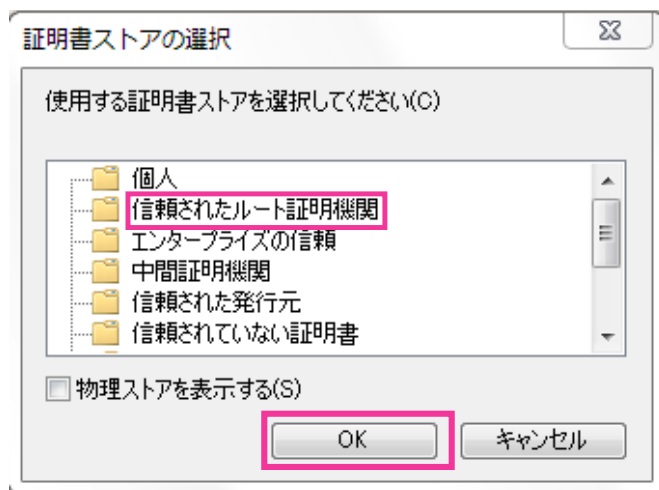 証明書ストアの選択
使用する証明書ストアを選択してください(C)
個人
信頼されたルート証明機関
エンタープライズの信頼
中間証明機関
信頼された発行元
信頼されていない証明書
物理ストアを表示する(S)
OK
キャンセル